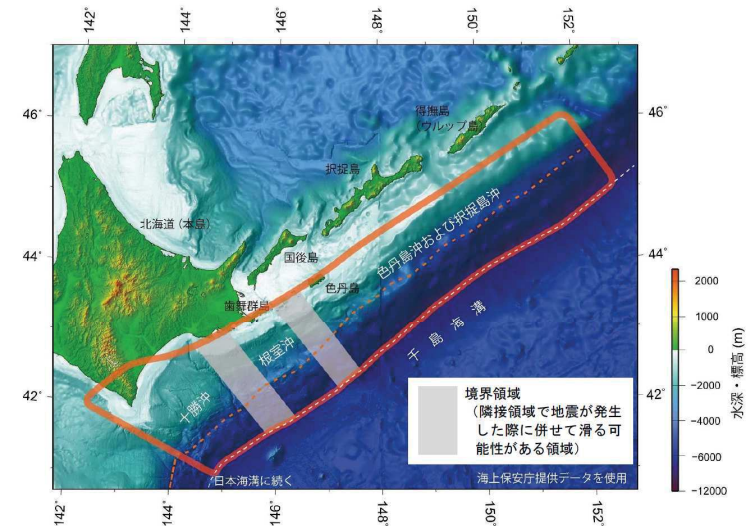 142˚
144˚
146˚
148˚
150˚
152˚
46˚
46˚
44˚
44˚
42˚
42˚
得撫島
(ウルップ島)
択捉島
北海道 (本島)
国後島
色丹島
歯舞群島
色丹島沖および択捉島沖
根室沖
十勝沖
千島海溝
日本海溝に続く
境界領域
（隣接領域で地震が発生
した際に併せて滑る可
能性がある領域）
海上保安庁提供データを使用
142˚
144˚
146˚
148˚
150˚
152˚
2000
0
−2000
−4000
−6000
−12000
水深・標高 (m)